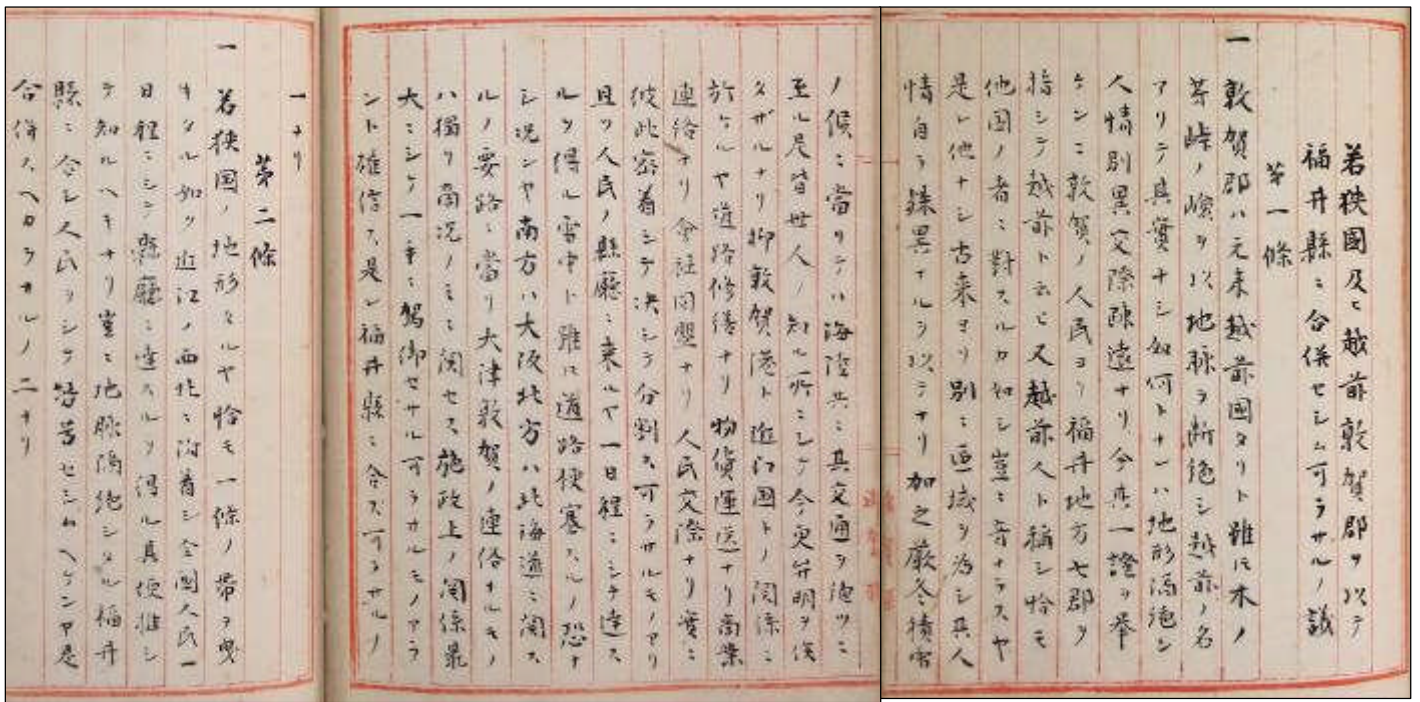 若狭國及ヒ越前敦賀郡ヲ以テ
福井縣ニ合併セシム可ラサルノ議
第一條
一敦賀郡ハ元来越前國タリト雖𪜈木ノ
芽峠ノ嶮ヲ以地脉ヲ断絶シ越前ノ名
アリテ其實ナシ如何トナレハ地形隔絶シ
人情別異交際疎遠ナリ今其一證ヲ挙
ケンニ敦賀ノ人民ヨリ福井地方七郡ヲ
指シテ越前ト云ヒ又越前人ト稱シ恰モ
他国ノ者ニ對スルカ如シ豈ニ音ナラスヤ
是レ他ナシ古来ヨリ別ニ區域ヲ為シ其人
情自ラ殊異ナルヲ以テナリ加之厳冬積雪
ノ候ニ當リテハ海陸共ニ其交通ヲ絶ツニ
至ル是皆世人ノ知ル所ニシテ今更弁明ヲ俟
タザルナリ抑敦賀港ト近江国トノ関係ニ
於ケルヤ道路修繕ナリ物貨運送ナリ商業
連絡ナリ会社同盟ナリ人民交際ナリ實ニ
彼此密着シテ決シテ分割ス可ラサルモノアリ
且ツ人民ノ縣廳ニ来ルヤ一日程ニシテ達ス
ルヲ得ル雪中ト雖𪜈道路便塞スルノ恐ナ
シ況ンヤ南方ハ大阪北方ハ北海道ニ関ス
ルノ要路ニ當リ大津敦賀ノ連絡ナルモノ
ハ獨リ商況ノミニ関セス施政上ノ関係最
大ニシテ一手ニ駕御セサル可ラサルモノアラ
ント確信ス是レ福井縣ニ合ス可ラサルノ
一ナリ
第二條
一若狭国ノ地形タルヤ恰モ一條ノ帯ヲ曳
キタル如ク近江ノ西北ニ附着シ全國人民一
日程ニシテ縣廳ニ達スルヲ得ル其便推シ
テ知ルヘキナリ豈ニ地脉隔絶シタル福井
縣ニ合シ人民ヲシテ労苦セシムヘケンヤ是
合併スヘカラサルノ二ナリ